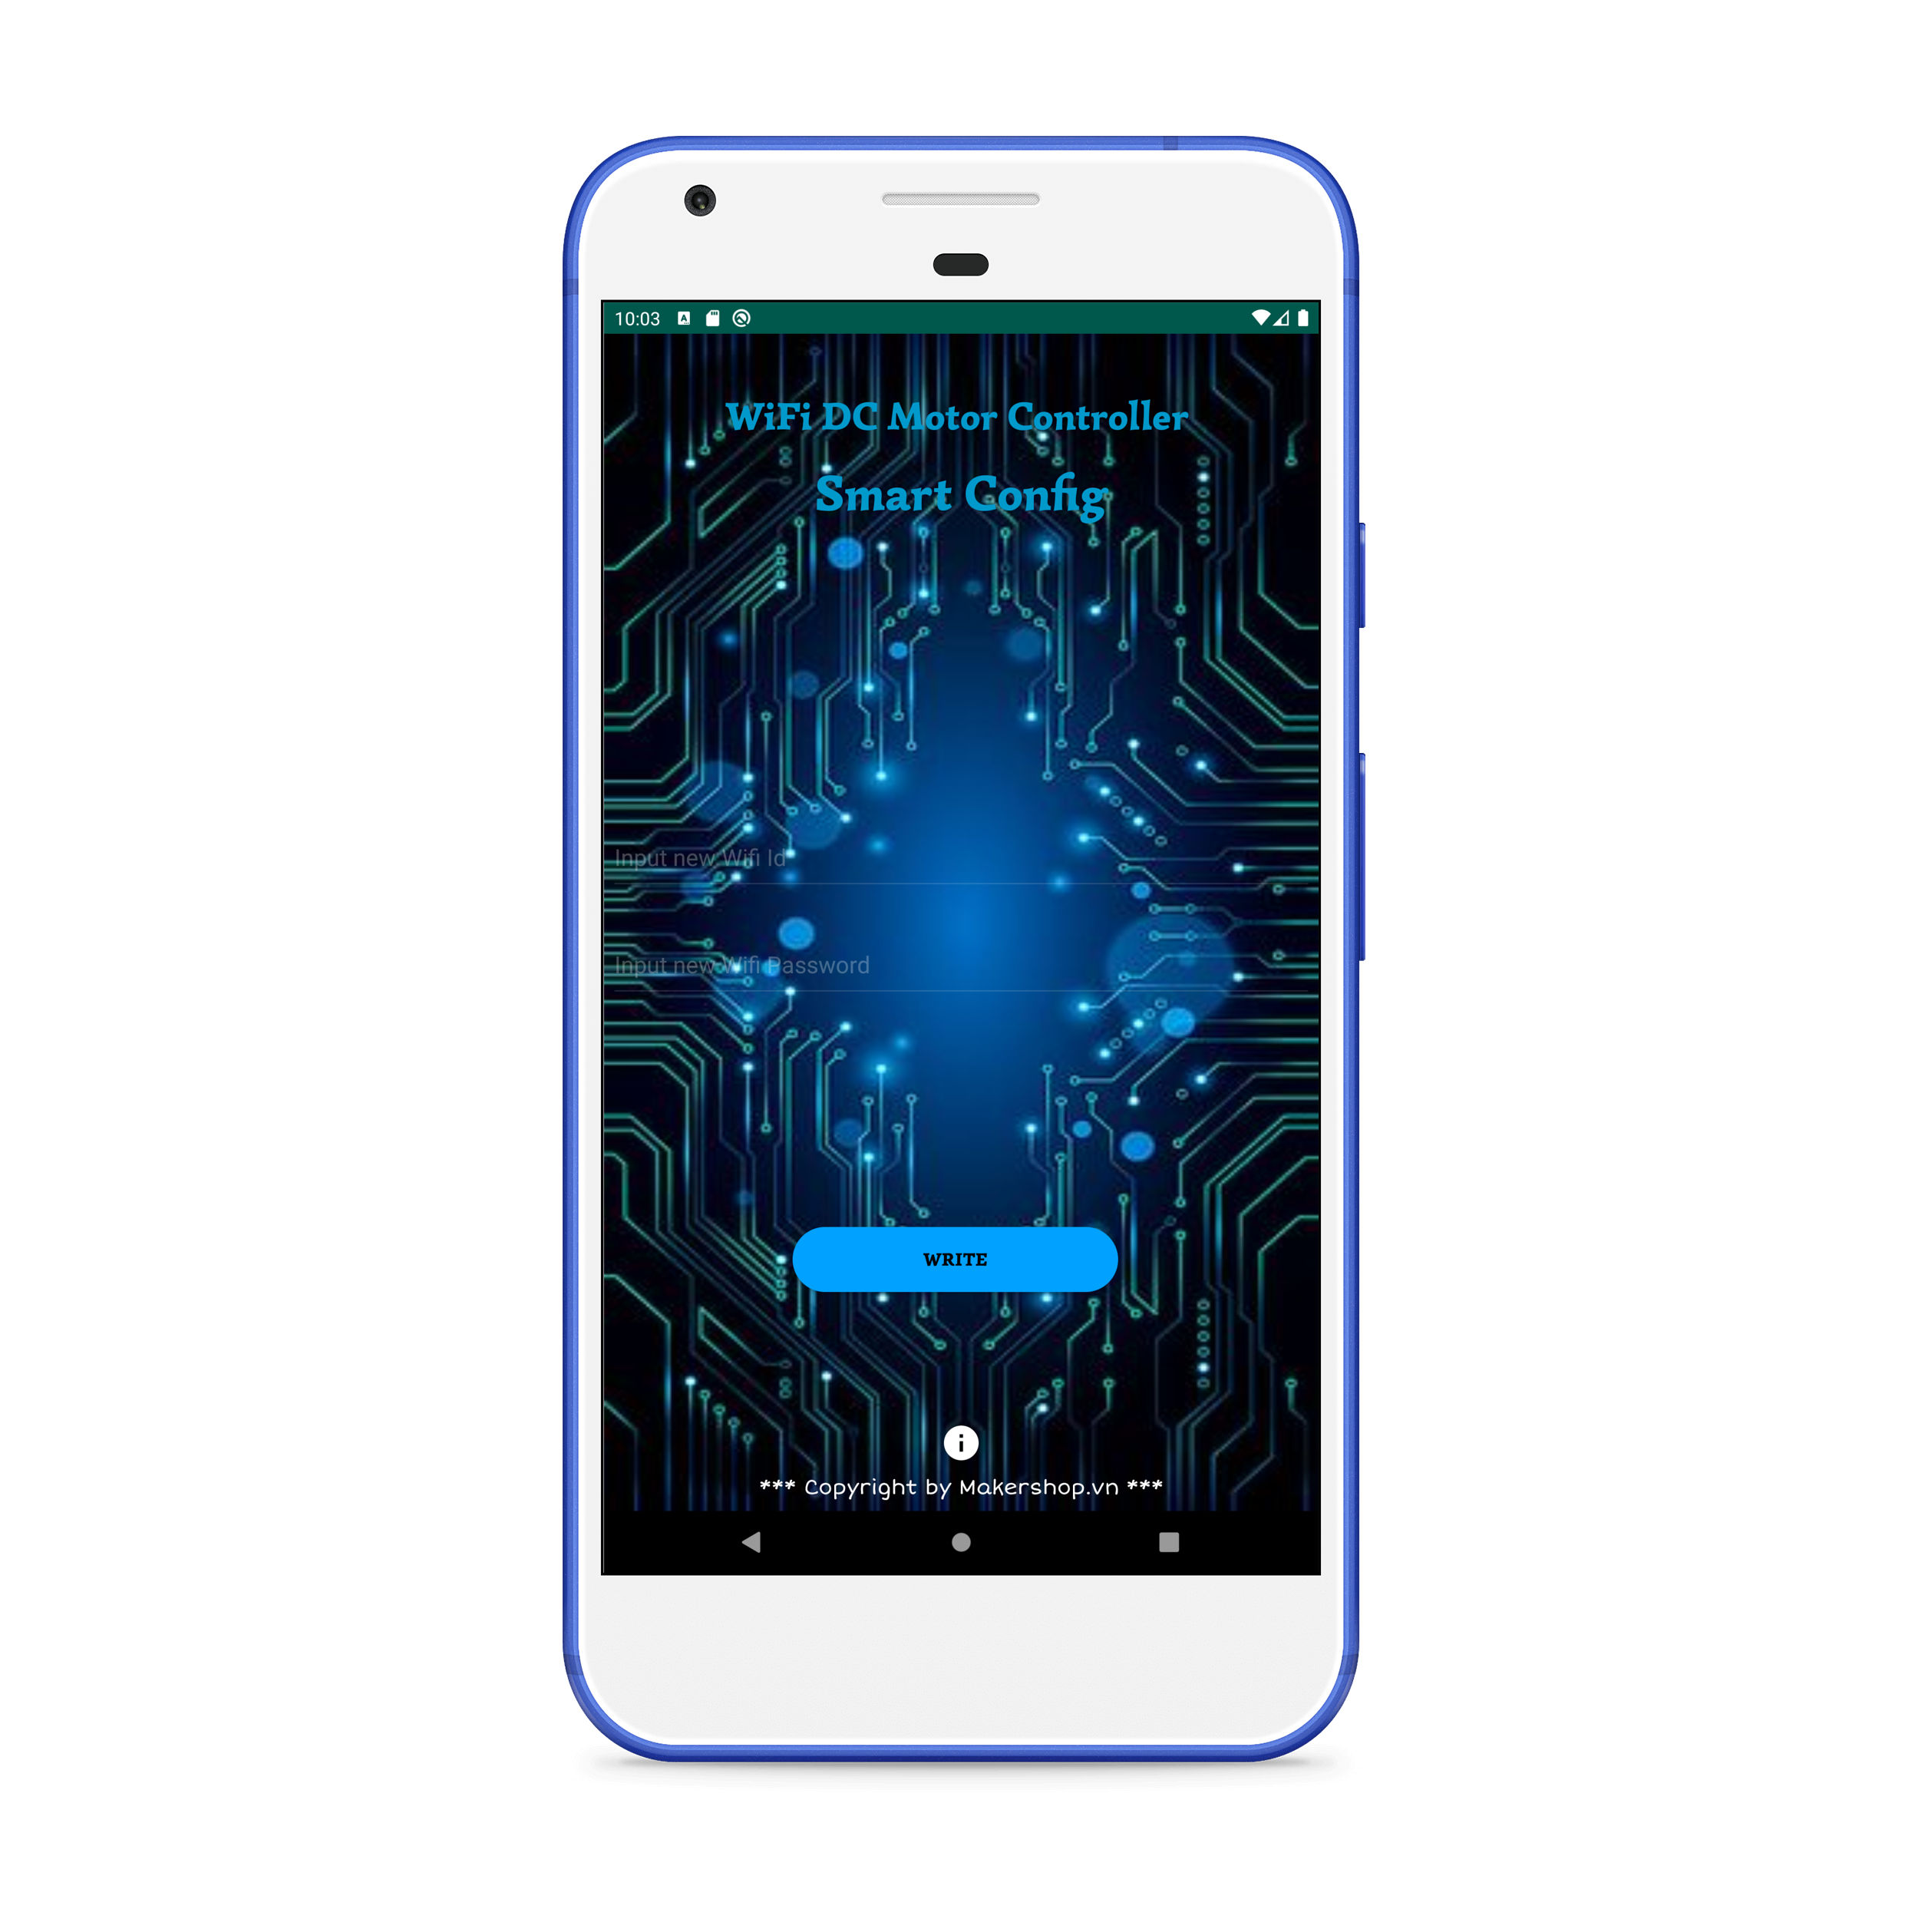 10:03
WiFi DC Motor Controller
Smart Config
Input new Wifi Id
Input new Wifi Password
WRITE
*** Copyright by Makershop.vn ***